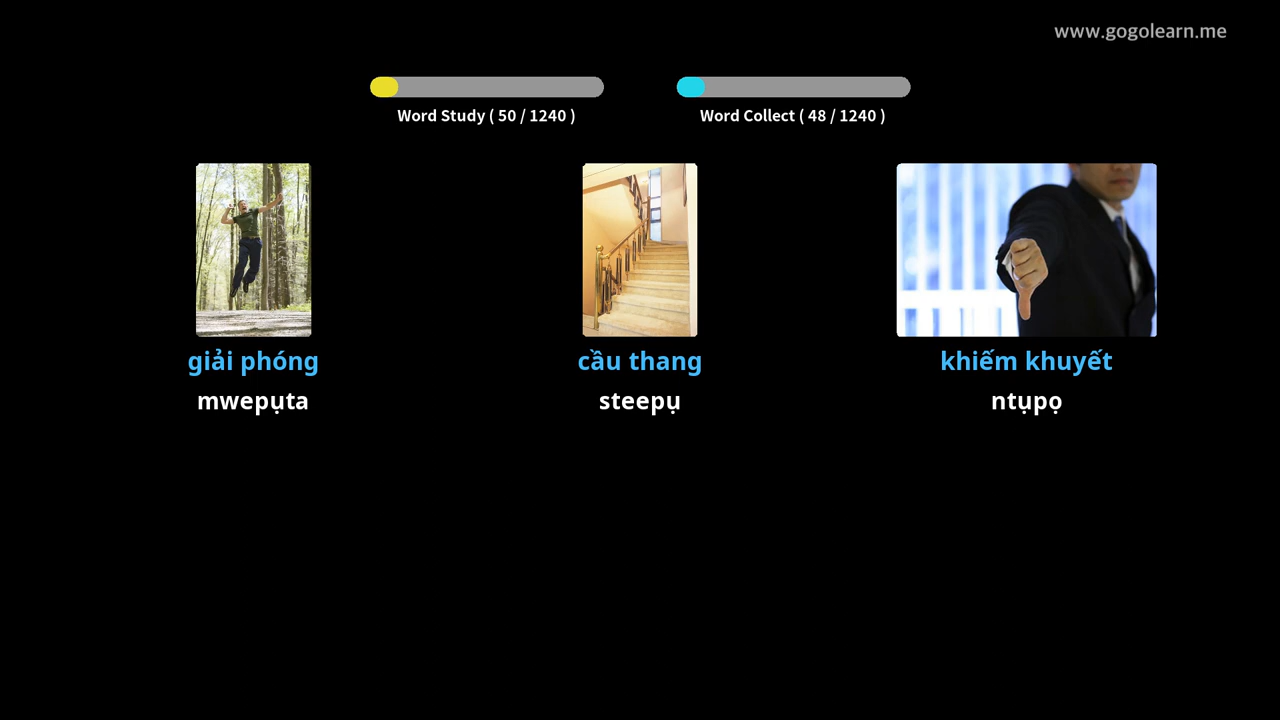 www.gogolearn.me
Word Study ( 50 / 1240 )
Word Collect ( 48 / 1240 )
giải phóng
mwepụta
cầu thang
steepụ
khiếm khuyết
ntụpọ